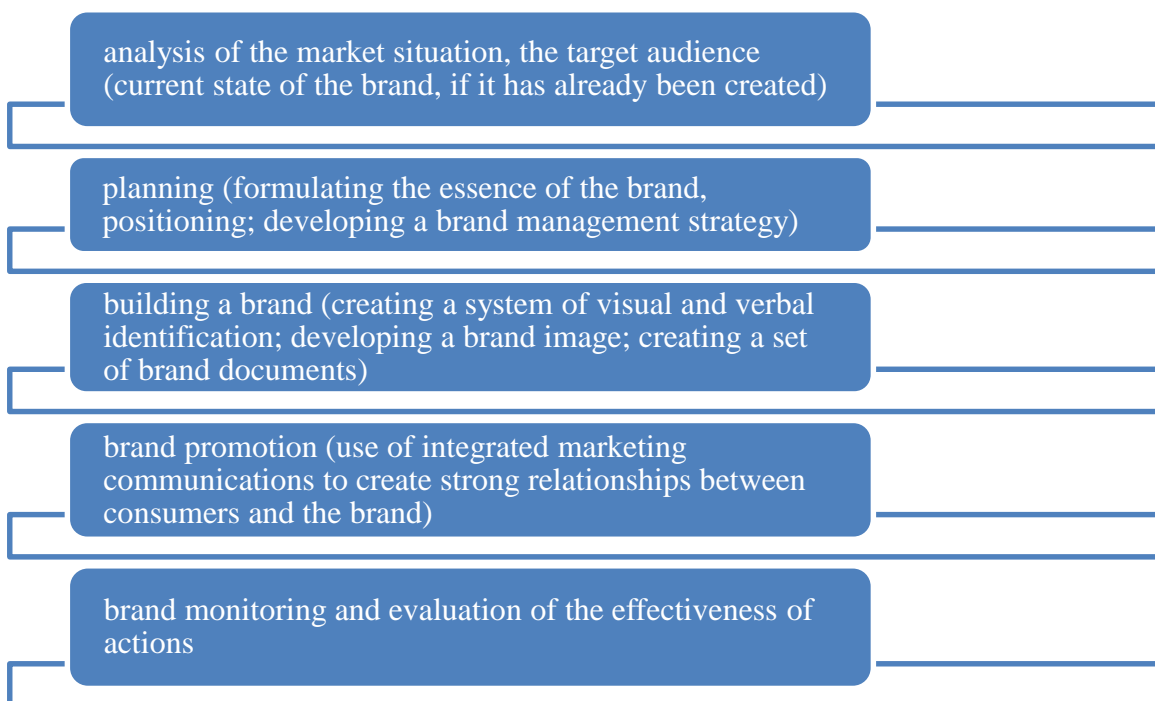 analysis of the market situation, the target audience
(current state of the brand, if it has already been created)
planning (formulating the essence of the brand,
positioning; developing a brand management strategy)
building a brand (creating a system of visual and verbal
identification; developing a brand image; creating a set
of brand documents)
brand promotion (use of integrated marketing
communications to create strong relationships between
consumers and the brand)
brand monitoring and evaluation of the effectiveness of
actions